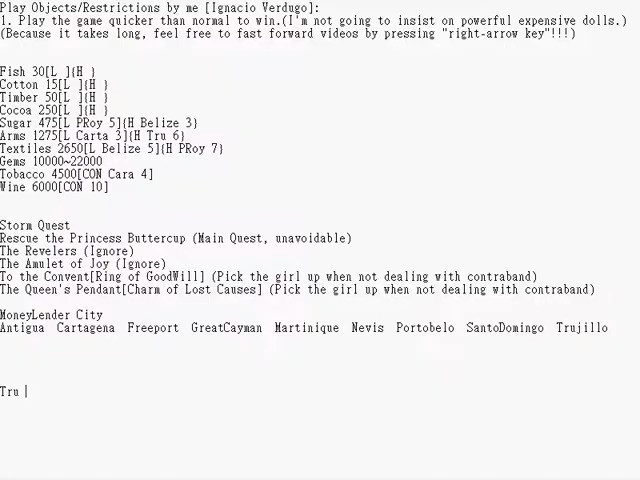 Play Objects/Restrictions by me [Ignacio Verdugo]:
1. Play the game quicker than normal to win.(I'm not going to insist on powerful expensive dolls.)
(Because it takes long, feel free to fast forward videos by pressing "right-arrow key"!!!)
Fish 30[L ]{H }
Cotton 15[L ]{H }
Timber 50[L ]{H }
Cocoa 250[L ]{H }
Sugar 475[L PRoy 5]{H Belize 3}
Arms 1275[L Carta 3]{H Tru 6}
Textiles 2650[L Belize 5]{H PRoy 7}
Gems 10000~22000
Tobacco 4500[CON Cara 4]
Wine 6000[CON 10]
Storm Quest
Rescue the Princess Buttercup (Main Quest, unavoidable)
The Revelers (Ignore)
The Amulet of Joy (Ignore)
To the Convent[Ring of GoodWill] (Pick the girl up when not dealing with contraband)
The Queen's Pendant[Charm of Lost Causes] (Pick the girl up when not dealing with contraband)
MoneyLender City
Antigua Cartagena Freeport GreatCayman Martinique Nevis Portobelo SantoDomingo Trujillo
Tru